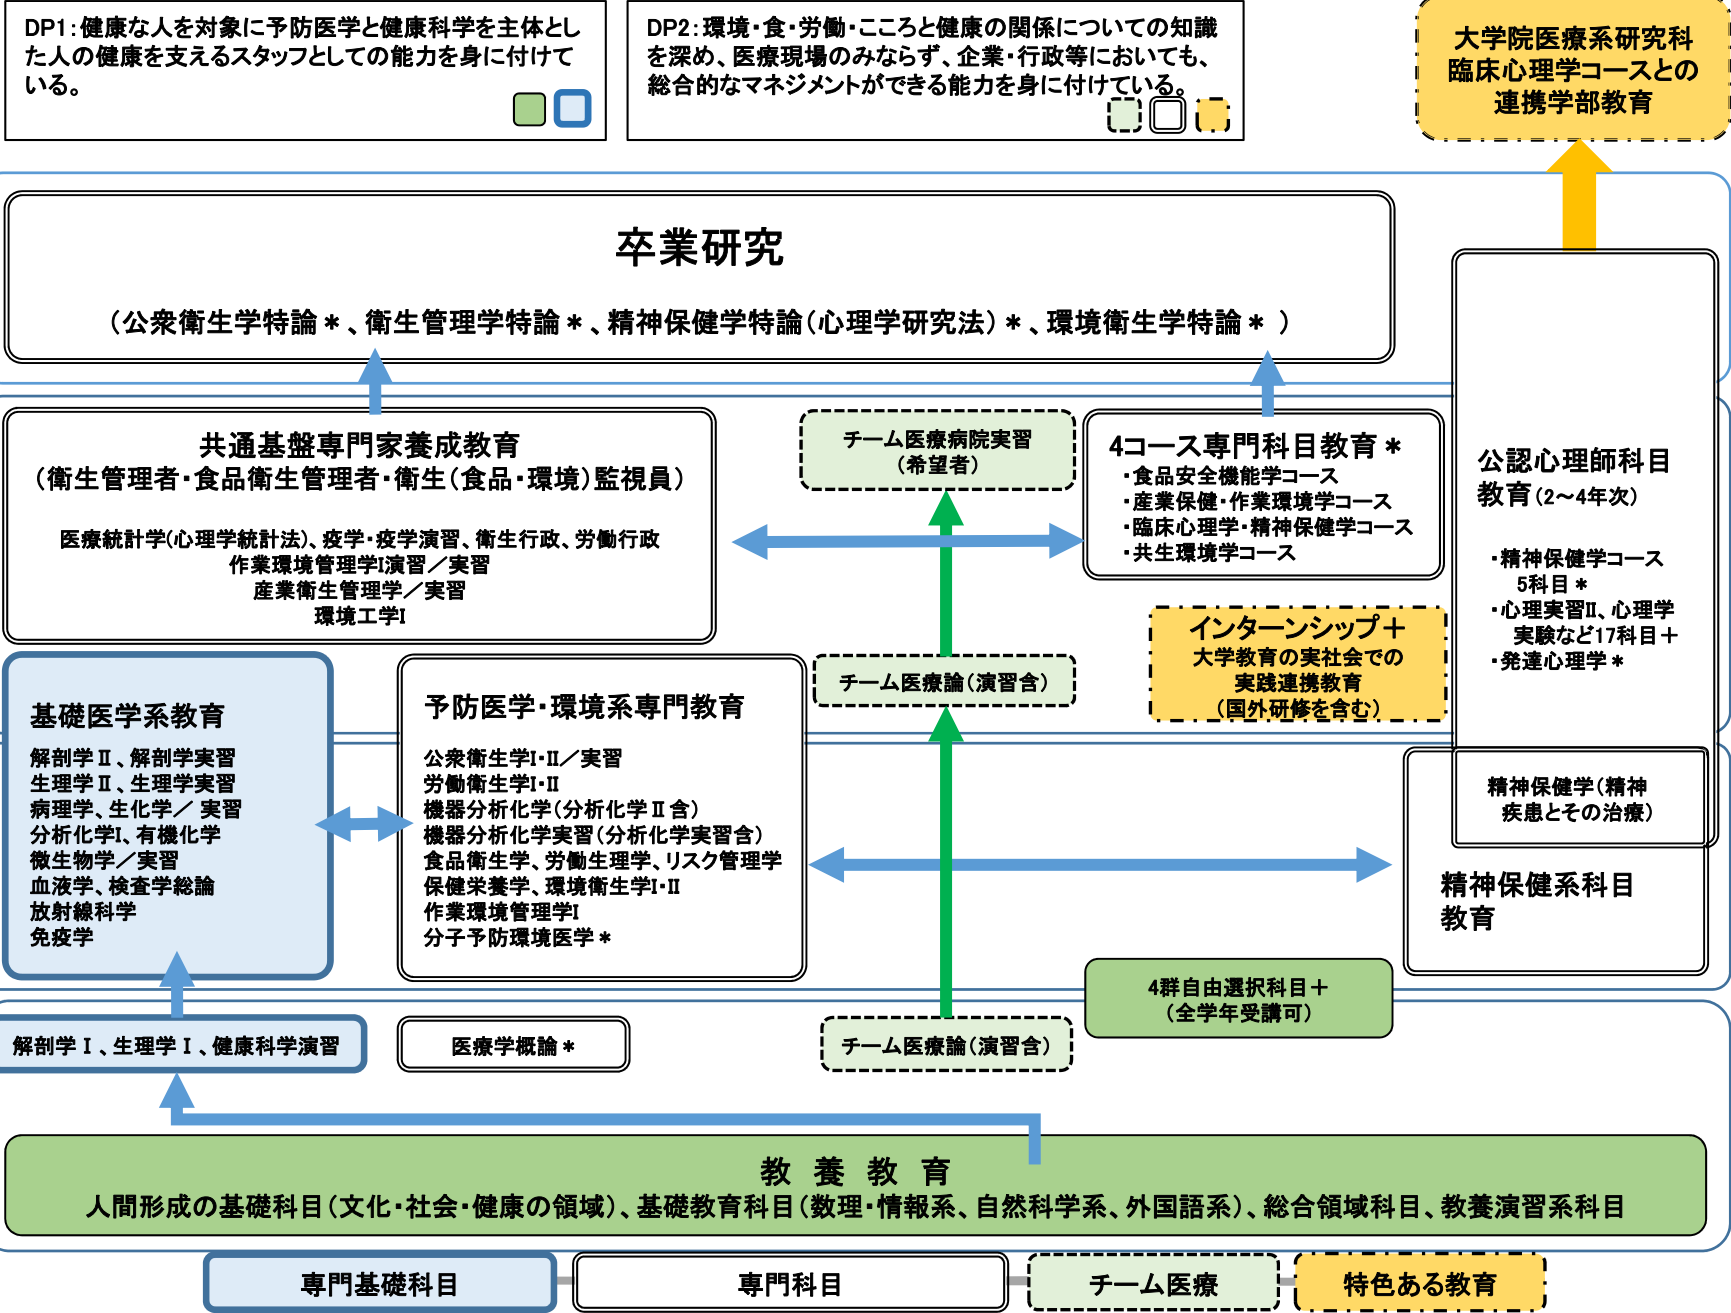 DP1：健康な人を対象に予防医学と健康科学を主体とし
た人の健康を支えるスタッフとしての能力を身に付けて
いる。
DP2：環境・食・労働・こころと健康の関係についての知識
を深め、医療現場のみならず、企業・行政等においても、
総合的なマネジメントができる能力を身に付けている。
大学院医療系研究科
臨床心理学コースとの
連携学部教育
卒業研究
（公衆衛生学特論＊、衛生管理学特論＊、精神保健学特論（心理学研究法）＊、環境衛生学特論＊ ）
共通基盤専門家養成教育
（衛生管理者・食品衛生管理者・衛生（食品・環境）監視員）
医療統計学(心理学統計法)、疫学・疫学演習、衛生行政、労働行政
作業環境管理学I演習／実習
産業衛生管理学／実習
環境工学I
チーム医療病院実習
（希望者）
4コース専門科目教育＊
・食品安全機能学コース
・産業保健・作業環境学コース
・臨床心理学・精神保健学コース
・共生環境学コース
公認心理師科目
教育（2～4年次）
・精神保健学コース
5科目＊
・心理実習II、心理学
実験など17科目＋
・発達心理学＊
インターンシップ＋
大学教育の実社会での
実践連携教育
（国外研修を含む）
チーム医療論（演習含）
基礎医学系教育
解剖学Ⅱ、解剖学実習
生理学Ⅱ、生理学実習
病理学、生化学／ 実習
分析化学I、有機化学
微生物学／実習
血液学、検査学総論
放射線科学
免疫学
予防医学・環境系専門教育
公衆衛生学I・II／実習
労働衛生学I・II
機器分析化学（分析化学Ⅱ含）
機器分析化学実習（分析化学実習含）
食品衛生学、労働生理学、リスク管理学
保健栄養学、環境衛生学I・II
作業環境管理学I
分子予防環境医学＊
精神保健学（精神
疾患とその治療）
精神保健系科目
教育
4群自由選択科目＋
（全学年受講可）
解剖学Ⅰ、生理学Ⅰ、健康科学演習
医療学概論＊
チーム医療論（演習含）
教 養 教 育
人間形成の基礎科目（文化・社会・健康の領域）、基礎教育科目（数理・情報系、自然科学系、外国語系）、総合領域科目、教養演習系科目
専門基礎科目
専門科目
チーム医療
特色ある教育